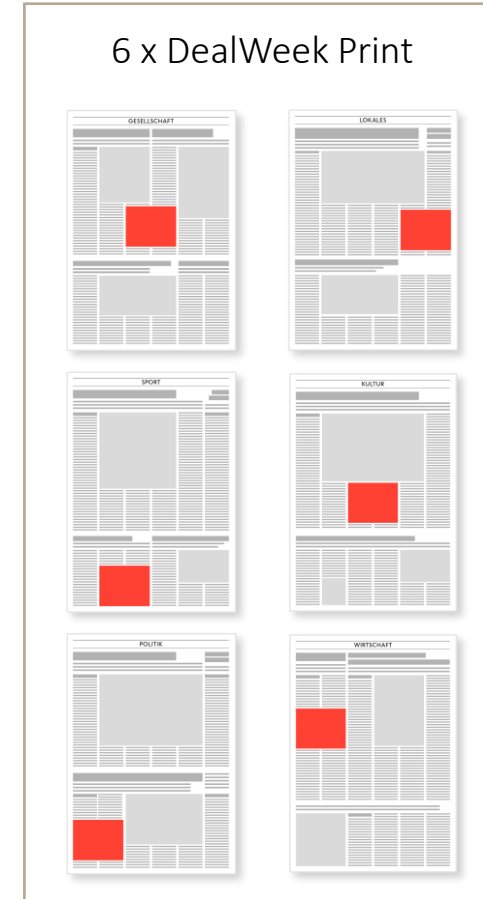 6 x DealWeek Print
GESELLSCHAFT
LOKALES
SPORT
KULTUR
POLITIK
WIRTSCHAFT